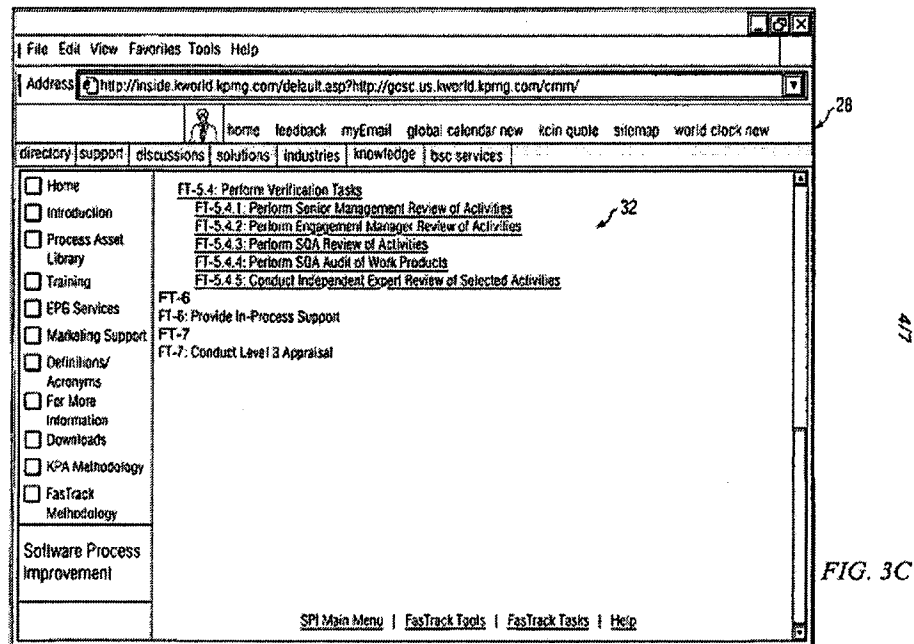 File Edit View Favorites Tools Help
Address http://inside.kworld.kpmg.com/default.asp?http://gcsc.us.kworld.kpmg.com/cmm/
28
home feedback myEmail global calendar new kcin quote sitemap world clock new
directory support discussions solutions industries knowledge bsc services
Home
Introduction
Process Asset
Library
Training
EPG Services
Marketing Support
Definitions/
Acronyms
For More
Information
Downloads
KPA Methodology
FasTrack
Methodology
Software Process
Improvement
FT-5.4: Perform Verification Tasks
FT-5.4.1: Perform Senior Management Review of Activities
FT-5.4.2: Perform Engagement Manager Review of Activities
FT-5.4.3: Perform SQA Review of Activities
FT-5.4.4: Perform SQA Audit of Work Products
FT-5.4.5: Conduct Independent Expert Review of Selected Activities
32
FT-6
FT-6: Provide In-Process Support
FT-7
FT-7: Conduct Level 3 Appraisal
SPI Main Menu | FasTrack Tools | FasTrack Tasks | Help
4/7
FIG. 3C